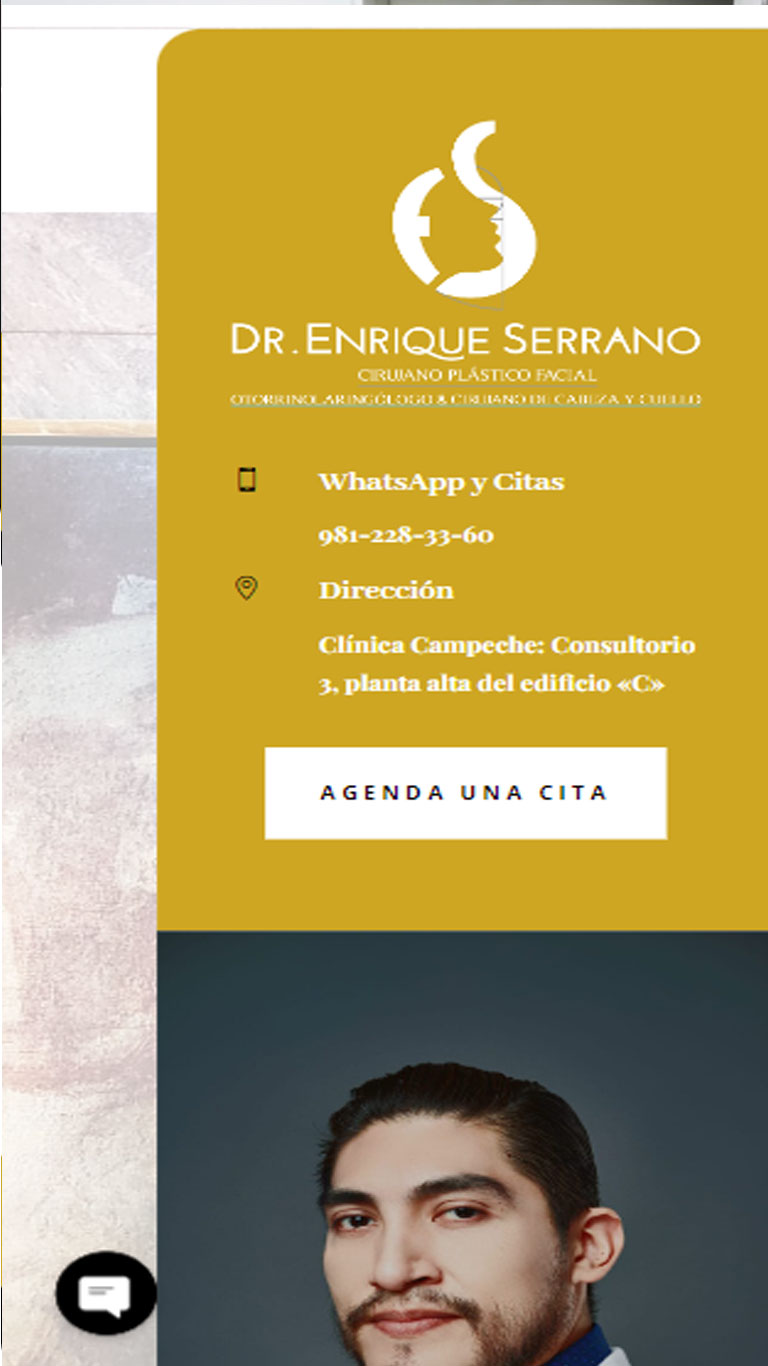 DR. ENRIQUE SERRANO
CIRUJANO PLÁSTICO FACIAL
OTORRINOLARINGÓLOGO & CIRUJANO DE CABEZA Y CUELLO
WhatsApp y Citas
981-228-33-60
Dirección
Clínica Campeche: Consultorio
3, planta alta del edificio «C»
AGENDA UNA CITA